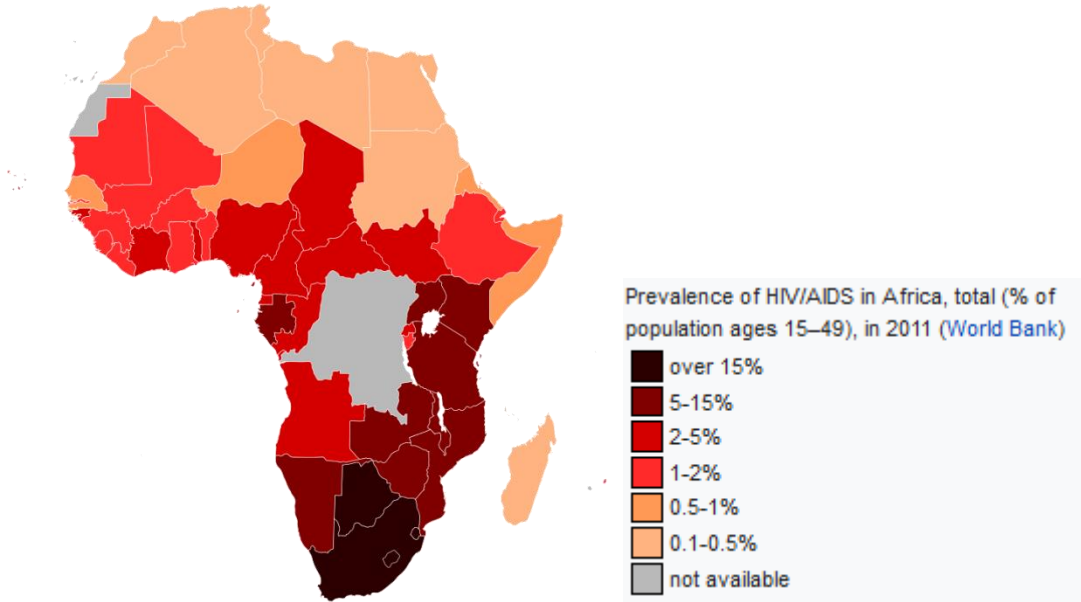 Prevalence of HIV/AIDS in Africa, total (% of
population ages 15–49), in 2011 (World Bank)
over 15%
5-15%
2-5%
1-2%
0.5-1%
0.1-0.5%
not available